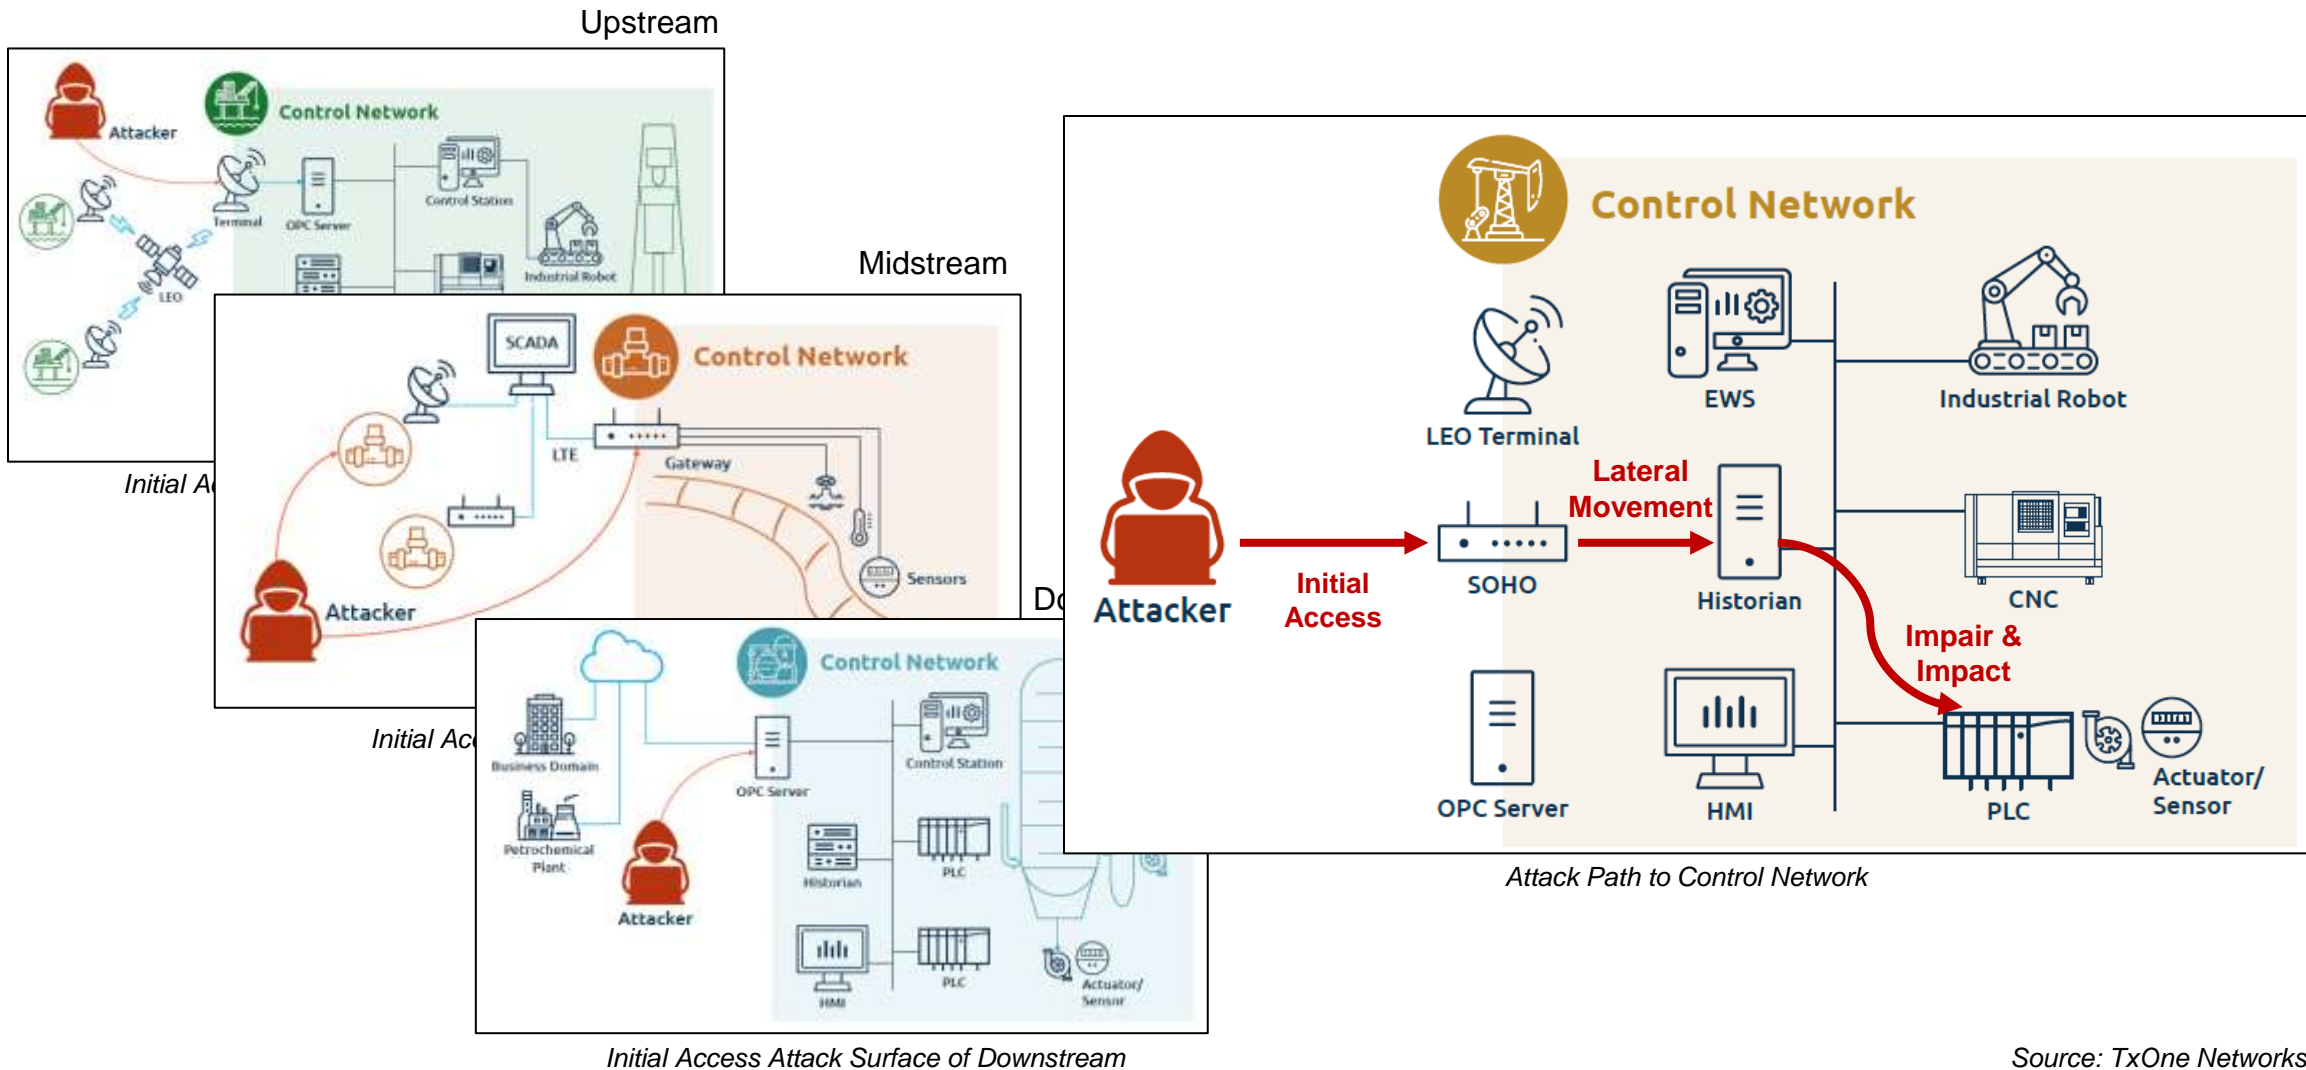 Upstream
Attacker
Control Network
Terminal
OPC Server
Control Station
Industrial Robot
LEO
Initial
Midstream
SCADA
Control Network
LTE
Gateway
Sensors
Attacker
Initial
Control Network
Business Domain
OPC Server
Control Station
Petrochemical
Plant
Attacker
Historian
PLC
HMI
PLC
Actuator/
Sensor
Initial Access Attack Surface of Downstream
Control Network
LEO Terminal
EWS
Industrial Robot
Attacker
Initial
Access
SOHO
Lateral
Movement
Historian
CNC
Impair &
Impact
OPC Server
HMI
PLC
Actuator/
Sensor
Attack Path to Control Network
Source: TxOne Networks